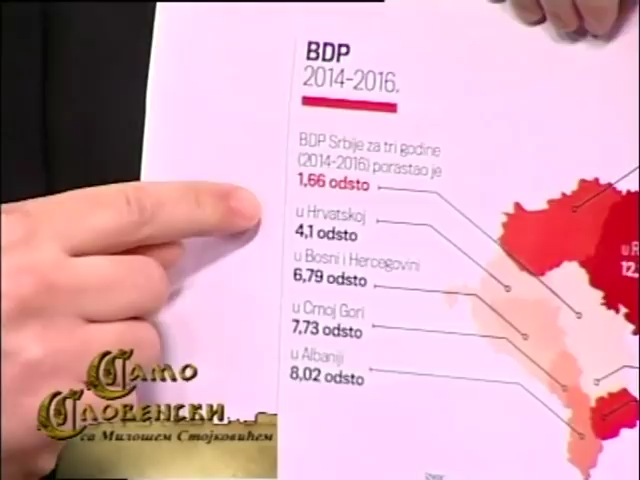 BDP
2014-2016.
BDP Srbije za tri godine
(2014-2016) porastao je
1,66 odsto
u Hrvatskoj
4,1 odsto
u Bosni i Hercegovini
6,79 odsto
u Crnoj Gori
7,73 odsto
u Albaniji
8,02 odsto
u R
12,
Само
Словенски
са Милошем Стојковићем